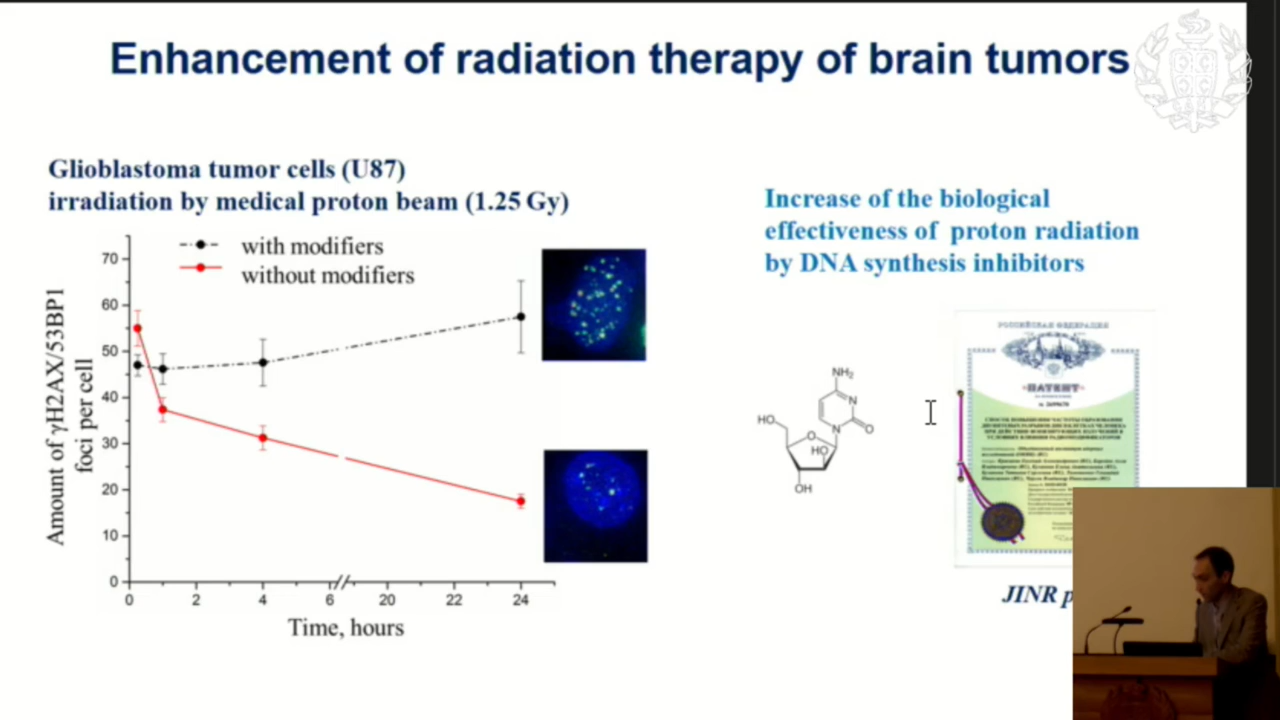 Enhancement of radiation therapy of brain tumors
Glioblastoma tumor cells (U87)
irradiation by medical proton beam (1.25 Gy)
with modifiers
without modifiers
Amount of γH2AX/53BP1
foci per cell
70
60
50
40
30
20
10
0
0
2
4
6
20
22
24
Time, hours
Increase of the biological
effectiveness of proton radiation
by DNA synthesis inhibitors
NH₂
N
HO
N
O
O
HO
OH
РОССИЙСКАЯ ФЕДЕРАЦИЯ
ПАТЕНТ
JINR